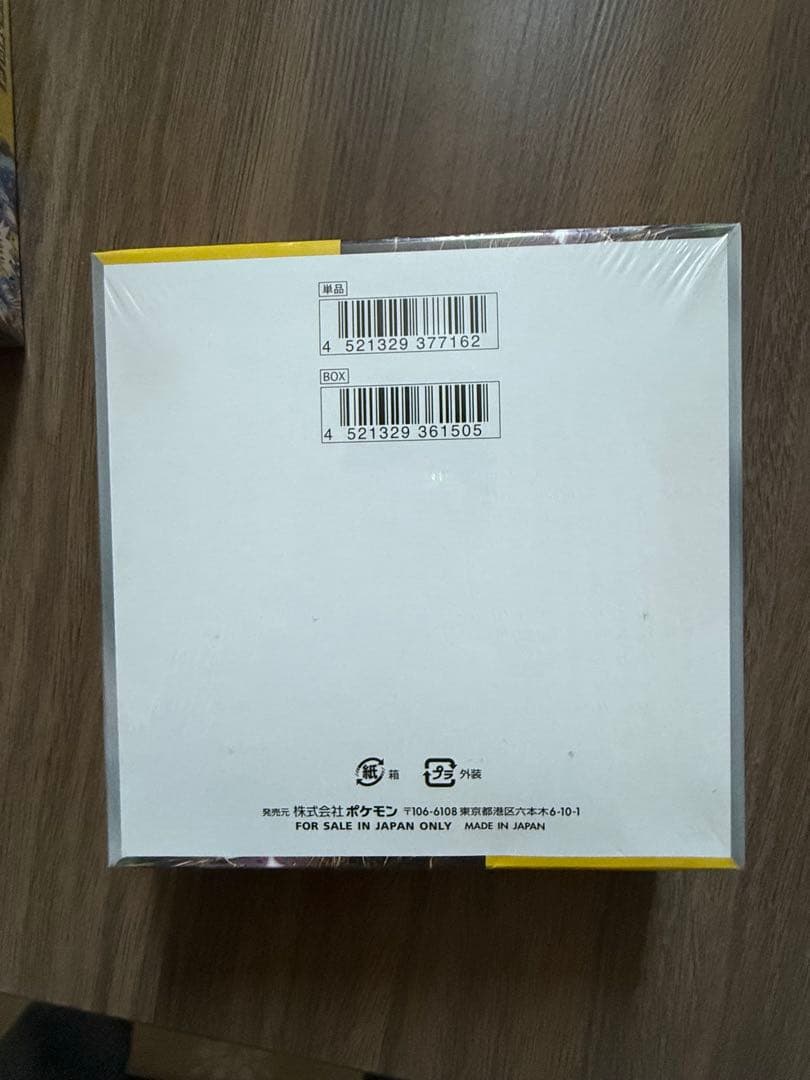 単品
4 521329 377162
BOX
4 521329 361505
紙 箱 プラ 外装
発売元 株式会社ポケモン 〒106-6108 東京都港区六本木6-10-1
FOR SALE IN JAPAN ONLY MADE IN JAPAN